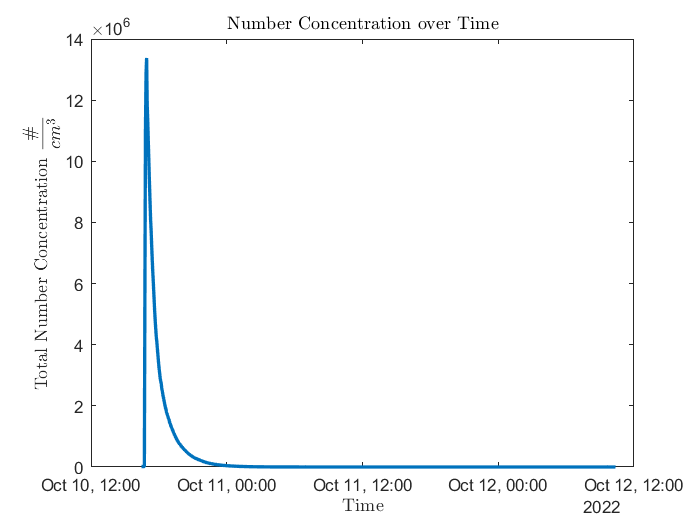 Number Concentration over Time
×10^6
14
12
10
8
6
4
2
0
Total Number Concentration #/cm^3
Oct 10, 12:00 Oct 11, 00:00 Oct 11, 12:00 Oct 12, 00:00 Oct 12, 12:00
Time
2022